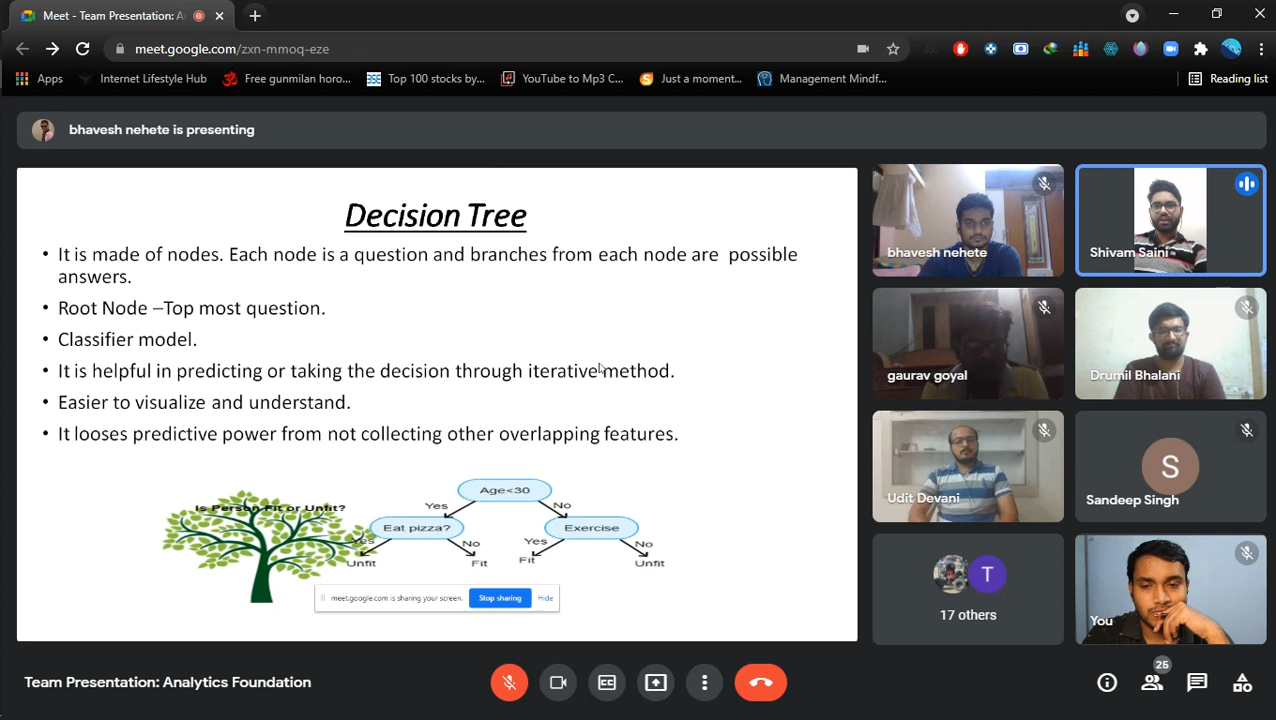 Meet - Team Presentation: A
meet.google.com/zxn-mmoq-eze
Apps Internet Lifestyle Hub Free gunmilan horo... Top 100 stocks by... YouTube to Mp3 C... Just a moment... Management Mindf... Reading list
bhavesh nehete is presenting
Decision Tree
• It is made of nodes. Each node is a question and branches from each node are possible
answers.
• Root Node –Top most question.
• Classifier model.
• It is helpful in predicting or taking the decision through iterative method.
• Easier to visualize and understand.
• It looses predictive power from not collecting other overlapping features.
Is Person Fit or Unfit?
Age<30
Yes No
Eat pizza? Exercise
Yes No Yes No
Unfit Fit Fit Unfit
meet.google.com is sharing your screen. Stop sharing Hide
bhavesh nehete
Shivam Saini
gaurav goyal
Drumil Bhalani
Udit Devani
S
Sandeep Singh
T
17 others
You
Team Presentation: Analytics Foundation
25